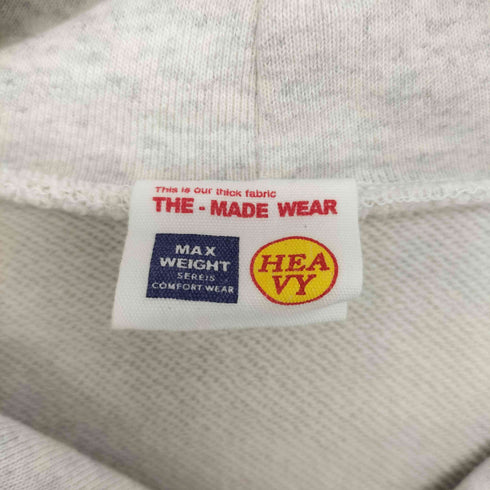 This is our thick fabric
THE - MADE WEAR
MAX
WEIGHT
SEREIS
COMFORT WEAR
HEA
VY